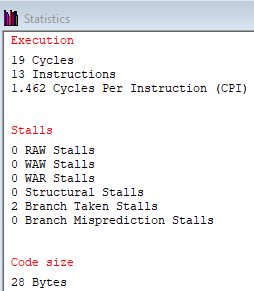 Statistics
Execution
19 Cycles
13 Instructions
1.462 Cycles Per Instruction (CPI)
Stalls
0 RAW Stalls
0 WAW Stalls
0 WAR Stalls
0 Structural Stalls
2 Branch Taken Stalls
0 Branch Misprediction Stalls
Code size
28 Bytes